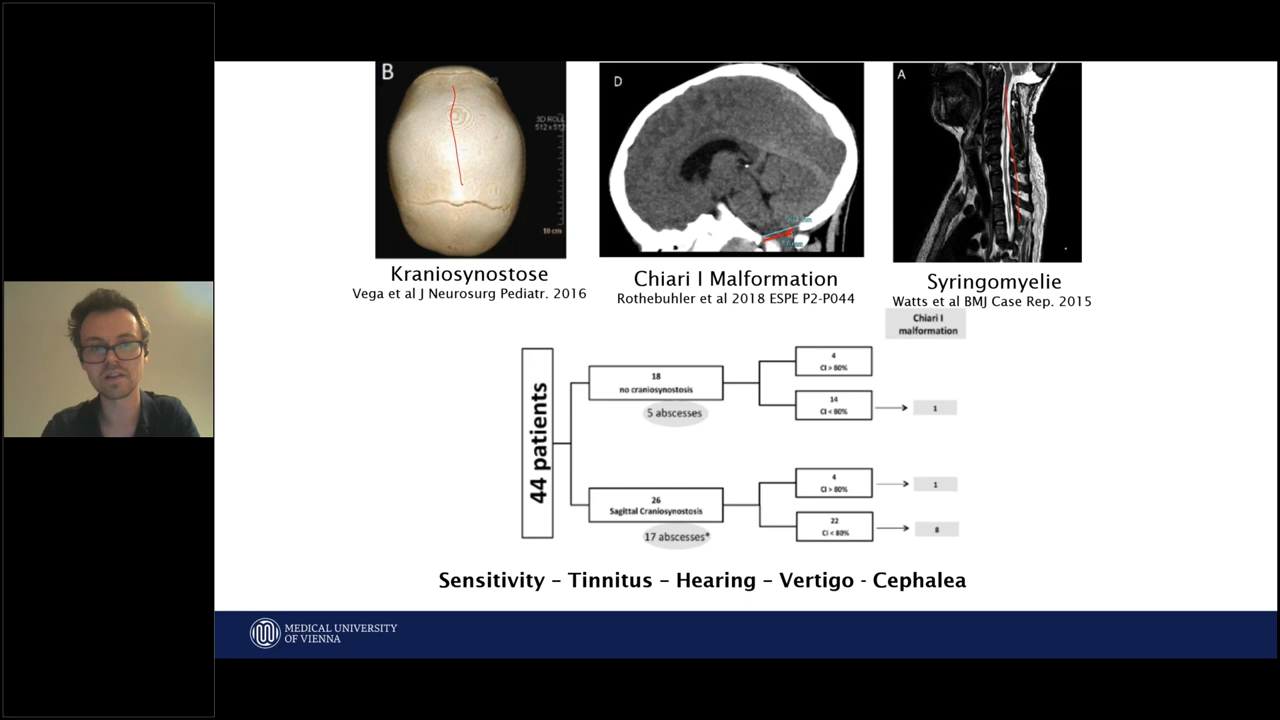 B
3D ROLL
512 x 512
10 cm
D
A
Kraniosynostose
Vega et al J Neurosurg Pediatr. 2016
Chiari I Malformation
Rothebuhler et al 2018 ESPE P2-P044
Syringomyelie
Watts et al BMJ Case Rep. 2015
Chiari I
malformation
44 patients
18
no craniosynostosis
5 abscesses
4
CI > 80%
14
CI < 80%
1
26
Sagittal Craniosynostosis
17 abscesses*
4
CI > 80%
1
22
CI < 80%
8
Sensitivity – Tinnitus – Hearing – Vertigo - Cephalea
MEDICAL UNIVERSITY
OF VIENNA